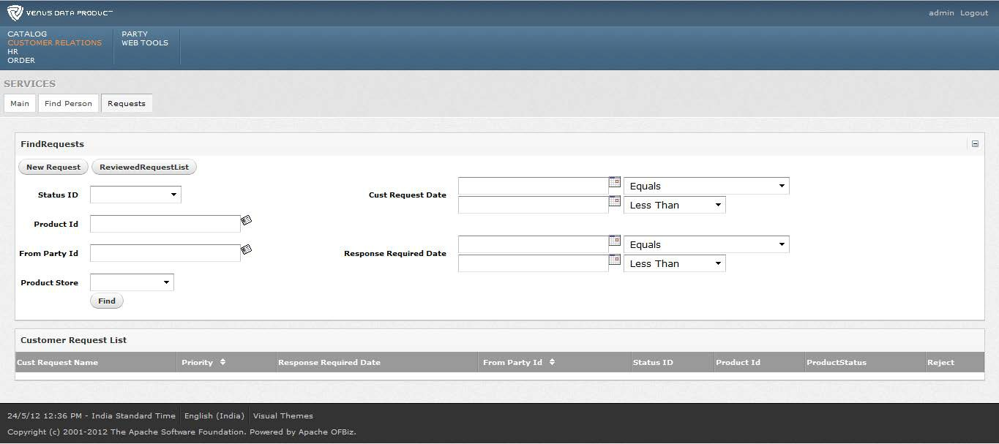 VENUS DATA PRODUCT
admin Logout
CATALOG
CUSTOMER RELATIONS
HR
ORDER
PARTY
WEB TOOLS
SERVICES
Main Find Person Requests
FindRequests
New Request ReviewedRequestList
Status ID
Product Id
From Party Id
Product Store
Find
Cust Request Date Equals
Less Than
Response Required Date Equals
Less Than
Customer Request List
Cust Request Name Priority Response Required Date From Party Id Status ID Product Id ProductStatus Reject
24/5/12 12:36 PM - India Standard Time English (India) Visual Themes
Copyright (c) 2001-2012 The Apache Software Foundation. Powered by Apache OFBiz.